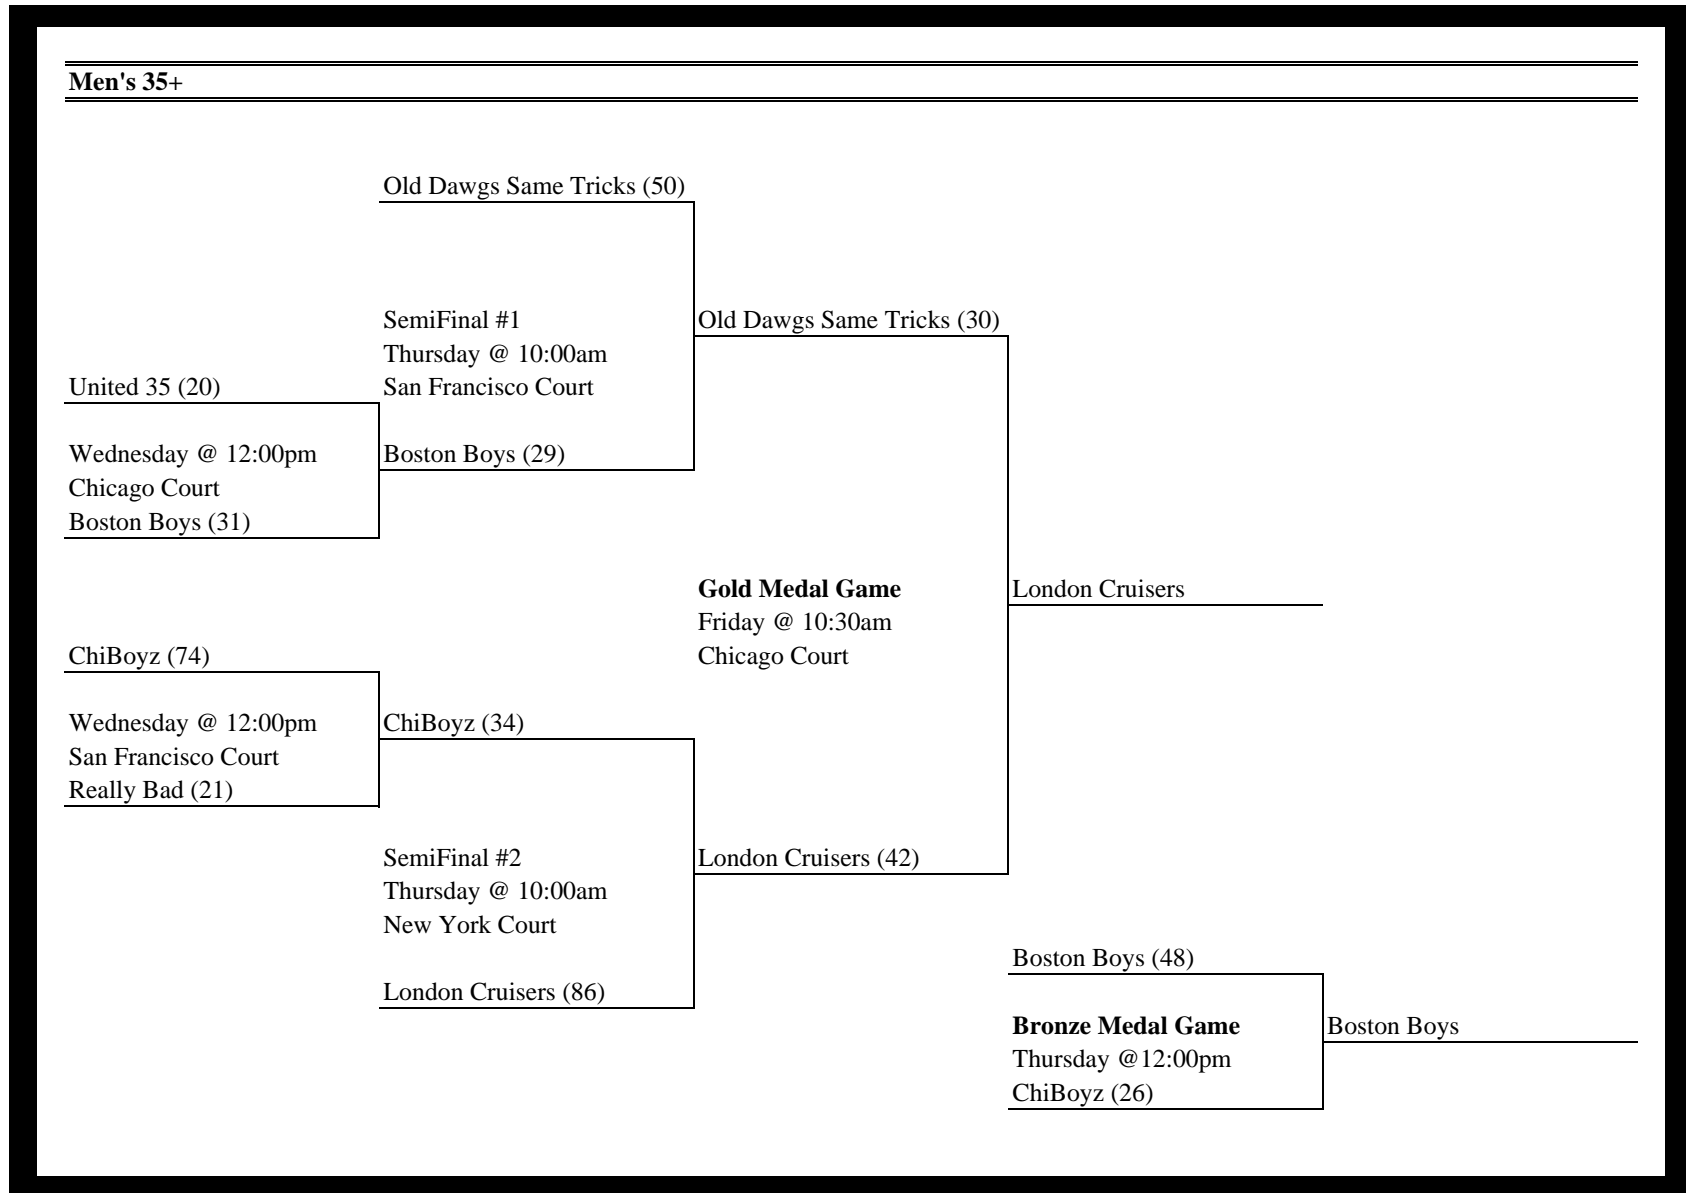 Men's 35+
Old Dawgs Same Tricks (50)
SemiFinal #1
Old Dawgs Same Tricks (30)
Thursday @ 10:00am
United 35 (20)
San Francisco Court
Wednesday @ 12:00pm
Boston Boys (29)
Chicago Court
Boston Boys (31)
Gold Medal Game
London Cruisers
Friday @ 10:30am
ChiBoyz (74)
Chicago Court
Wednesday @ 12:00pm
ChiBoyz (34)
San Francisco Court
Really Bad (21)
SemiFinal #2
London Cruisers (42)
Thursday @ 10:00am
New York Court
Boston Boys (48)
London Cruisers (86)
Bronze Medal Game
Boston Boys
Thursday @12:00pm
ChiBoyz (26)